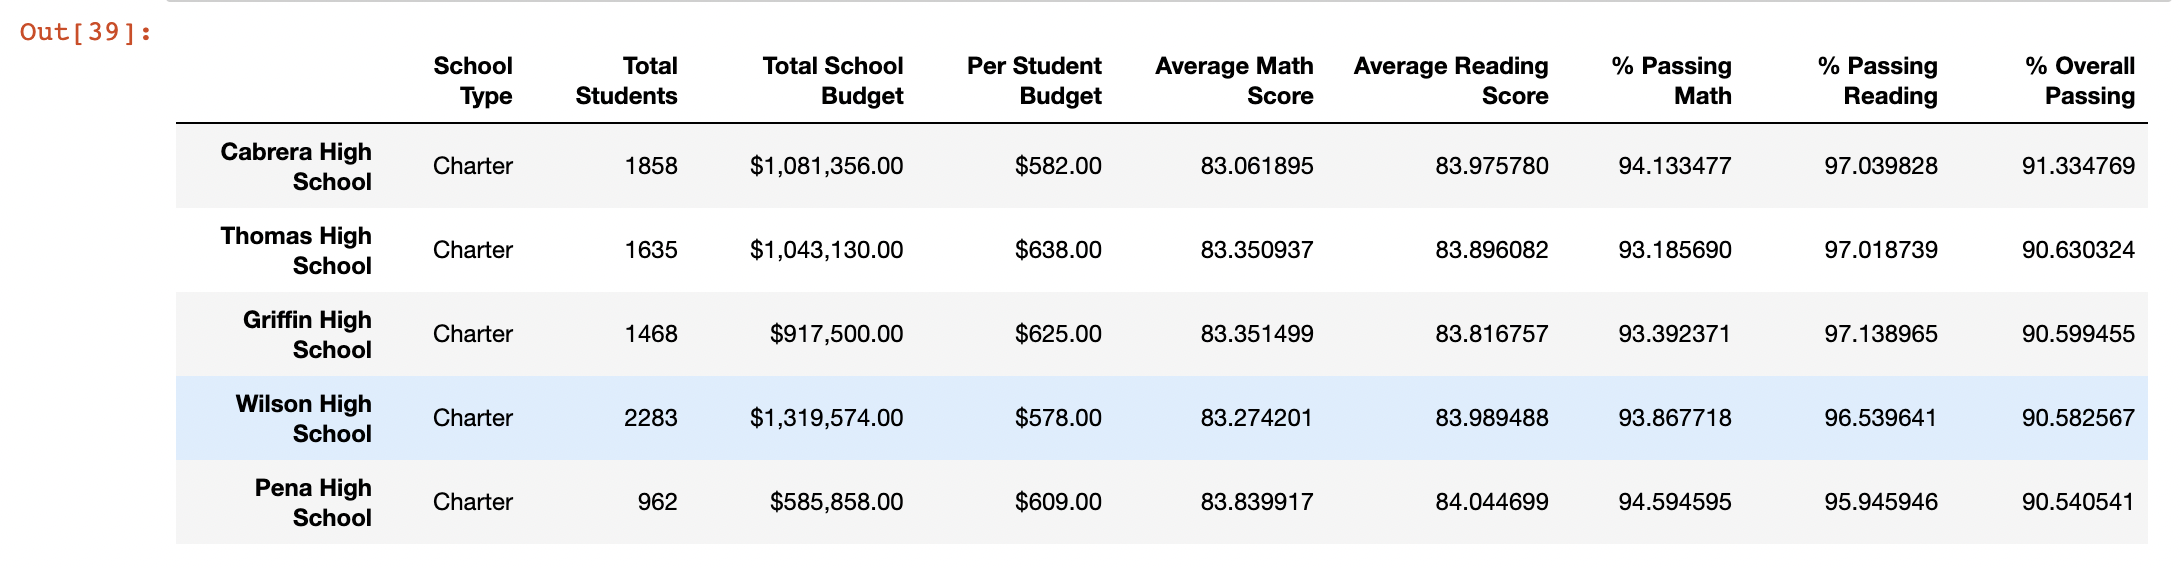 Out[39]:
School Type Total Students Total School Budget Per Student Budget Average Math Score Average Reading Score % Passing Math % Passing Reading % Overall Passing
Cabrera High School Charter 1858 $1,081,356.00 $582.00 83.061895 83.975780 94.133477 97.039828 91.334769
Thomas High School Charter 1635 $1,043,130.00 $638.00 83.350937 83.896082 93.185690 97.018739 90.630324
Griffin High School Charter 1468 $917,500.00 $625.00 83.351499 83.816757 93.392371 97.138965 90.599455
Wilson High School Charter 2283 $1,319,574.00 $578.00 83.274201 83.989488 93.867718 96.539641 90.582567
Pena High School Charter 962 $585,858.00 $609.00 83.839917 84.044699 94.594595 95.945946 90.540541